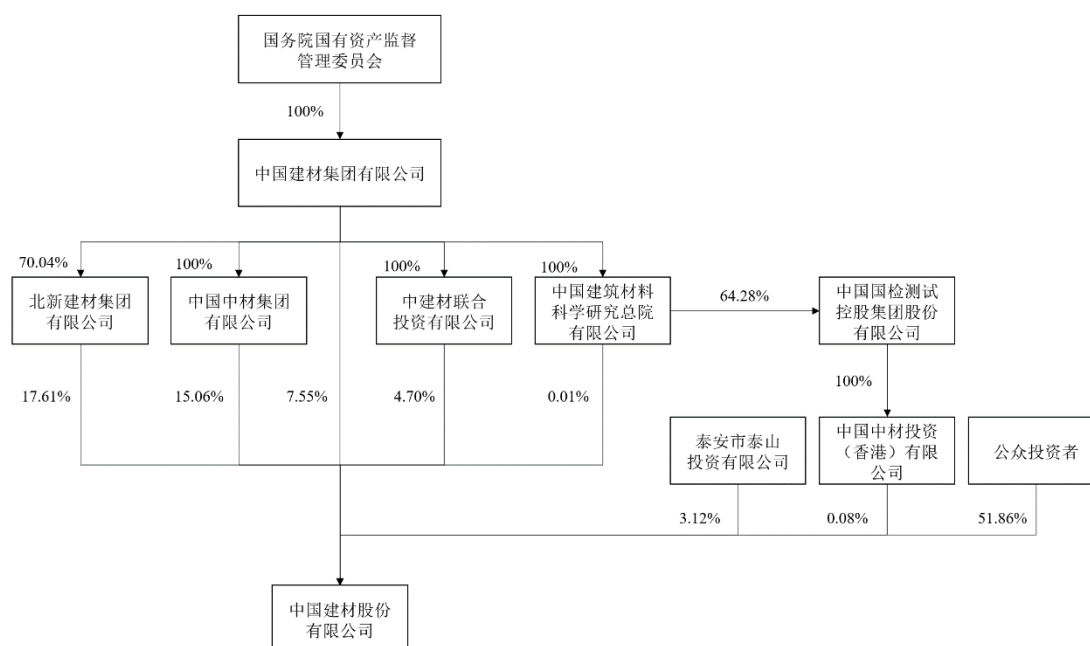 国务院国有资产监督
管理委员会
100%
中国建材集团有限公司
70.04%
100%
100%
100%
北新建材集团
有限公司
中国中材集团
有限公司
中建材联合
投资有限公司
中国建筑材料
科学研究总院
有限公司
64.28%
中国国检测试
控股集团股份
有限公司
17.61%
15.06%
7.55%
4.70%
0.01%
100%
泰安市泰山
投资有限公司
中国中材投资
（香港）有限
公司
公众投资者
3.12%
0.08%
51.86%
中国建材股份
有限公司